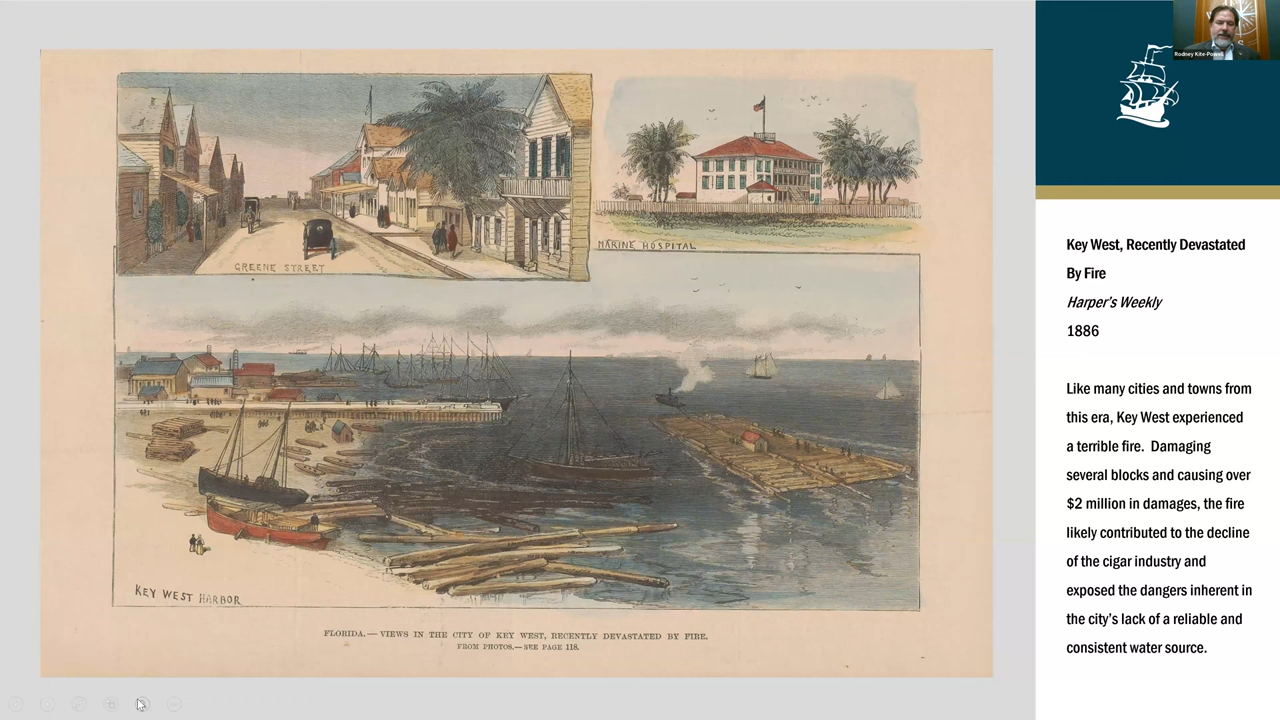 Rodney Kite-Powell
GREENE STREET
MARINE HOSPITAL
KEY WEST HARBOR
FLORIDA.—VIEWS IN THE CITY OF KEY WEST, RECENTLY DEVASTATED BY FIRE.
FROM PHOTOS.—SEE PAGE 118.
Key West, Recently Devastated
By Fire
Harper's Weekly
1886
Like many cities and towns from
this era, Key West experienced
a terrible fire.  Damaging
several blocks and causing over
$2 million in damages, the fire
likely contributed to the decline
of the cigar industry and
exposed the dangers inherent in
the city's lack of a reliable and
consistent water source.